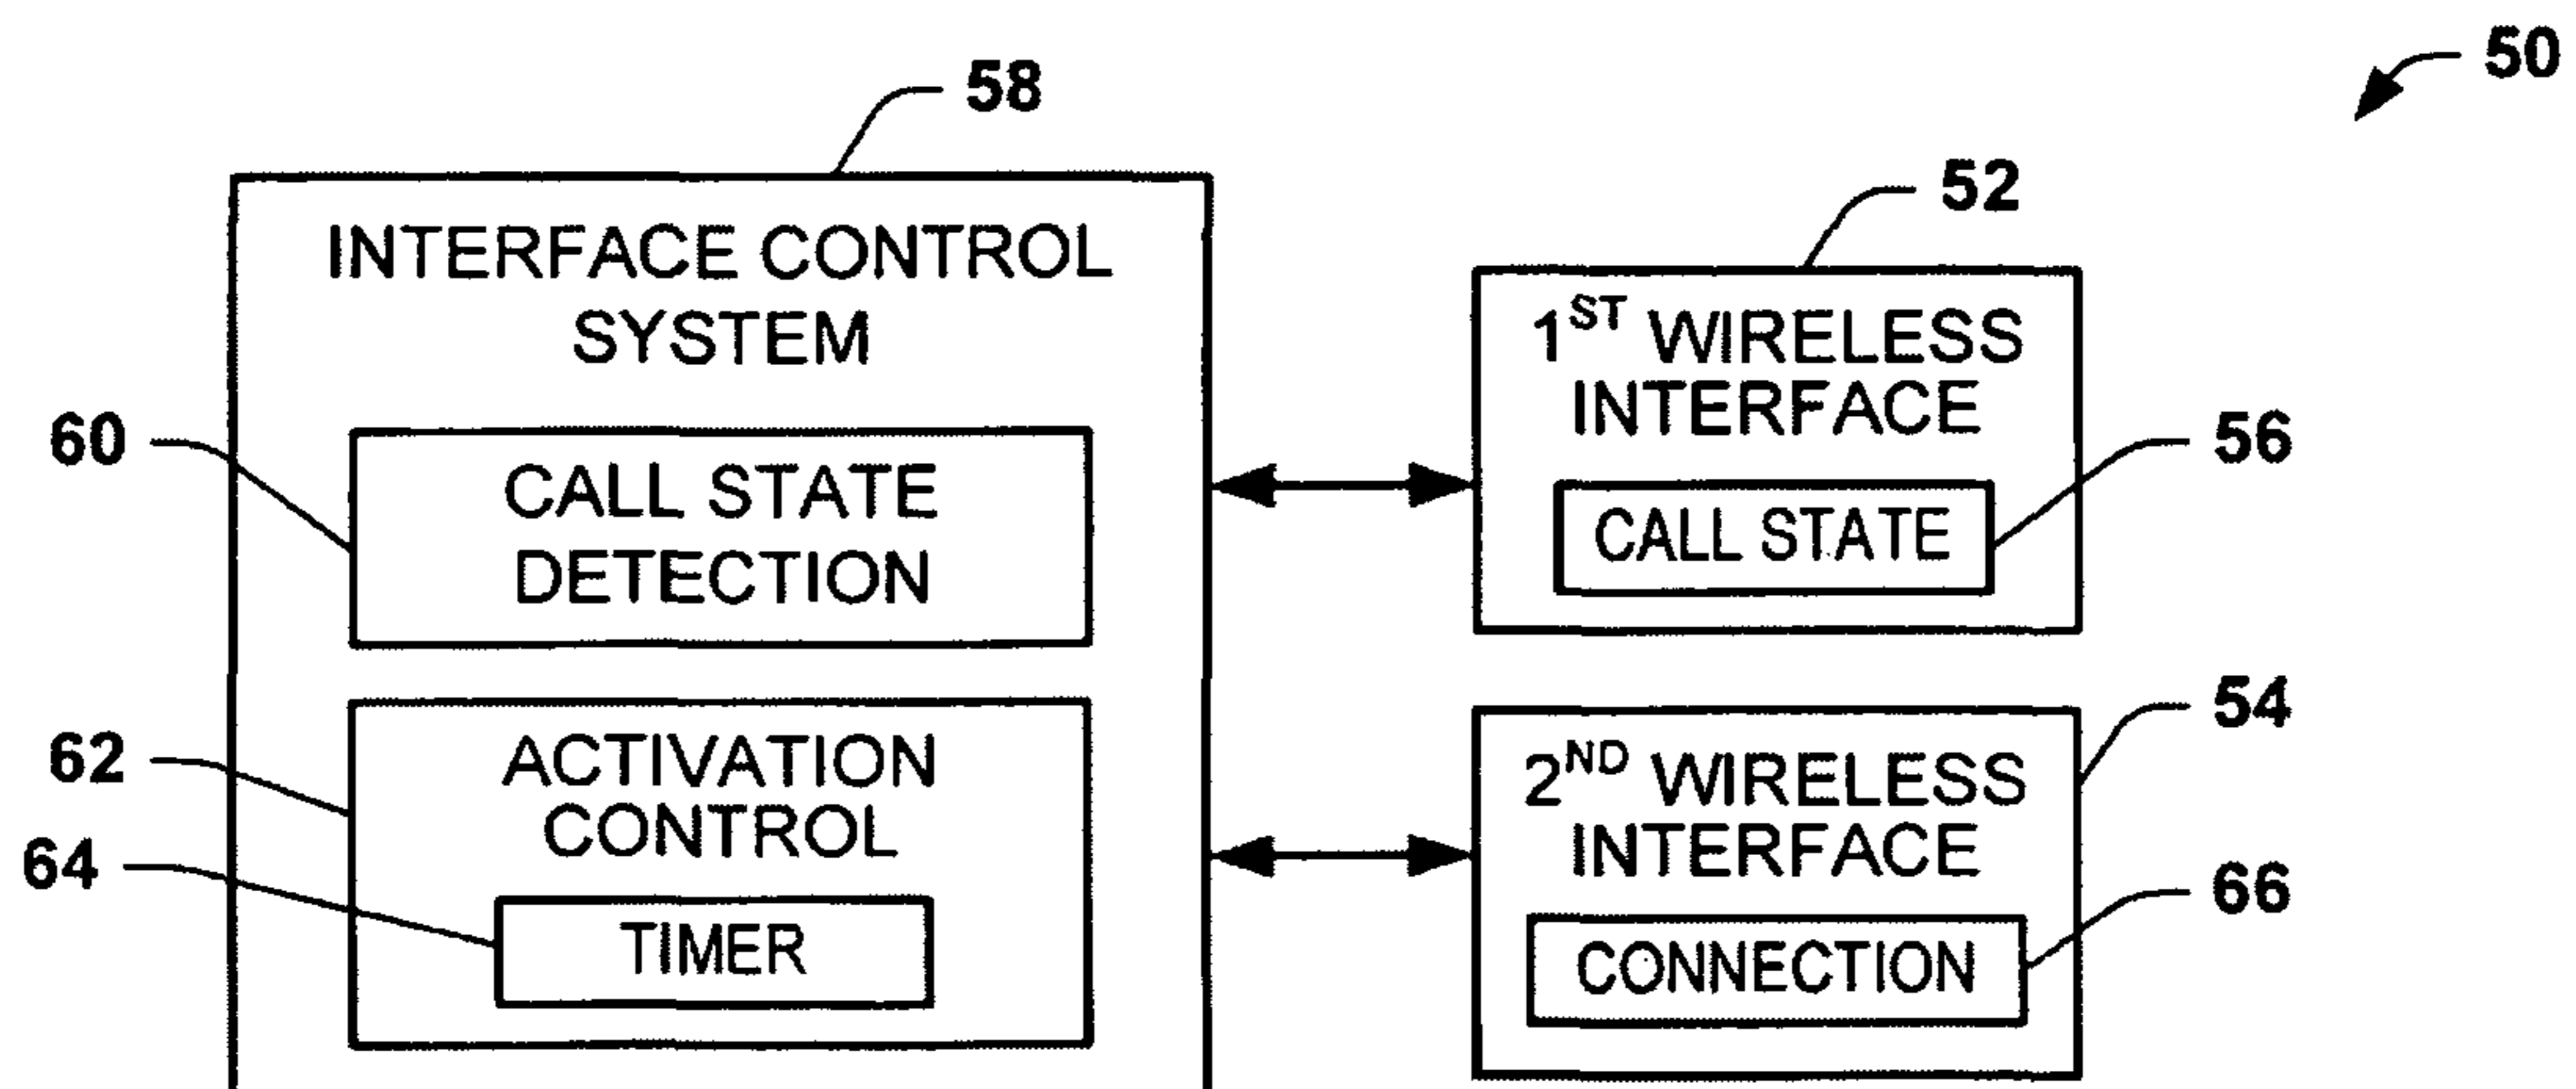 50
58
INTERFACE CONTROL
SYSTEM
60
CALL STATE
DETECTION
62
ACTIVATION
CONTROL
64
TIMER
52
1ST WIRELESS
INTERFACE
56
CALL STATE
54
2ND WIRELESS
INTERFACE
66
CONNECTION